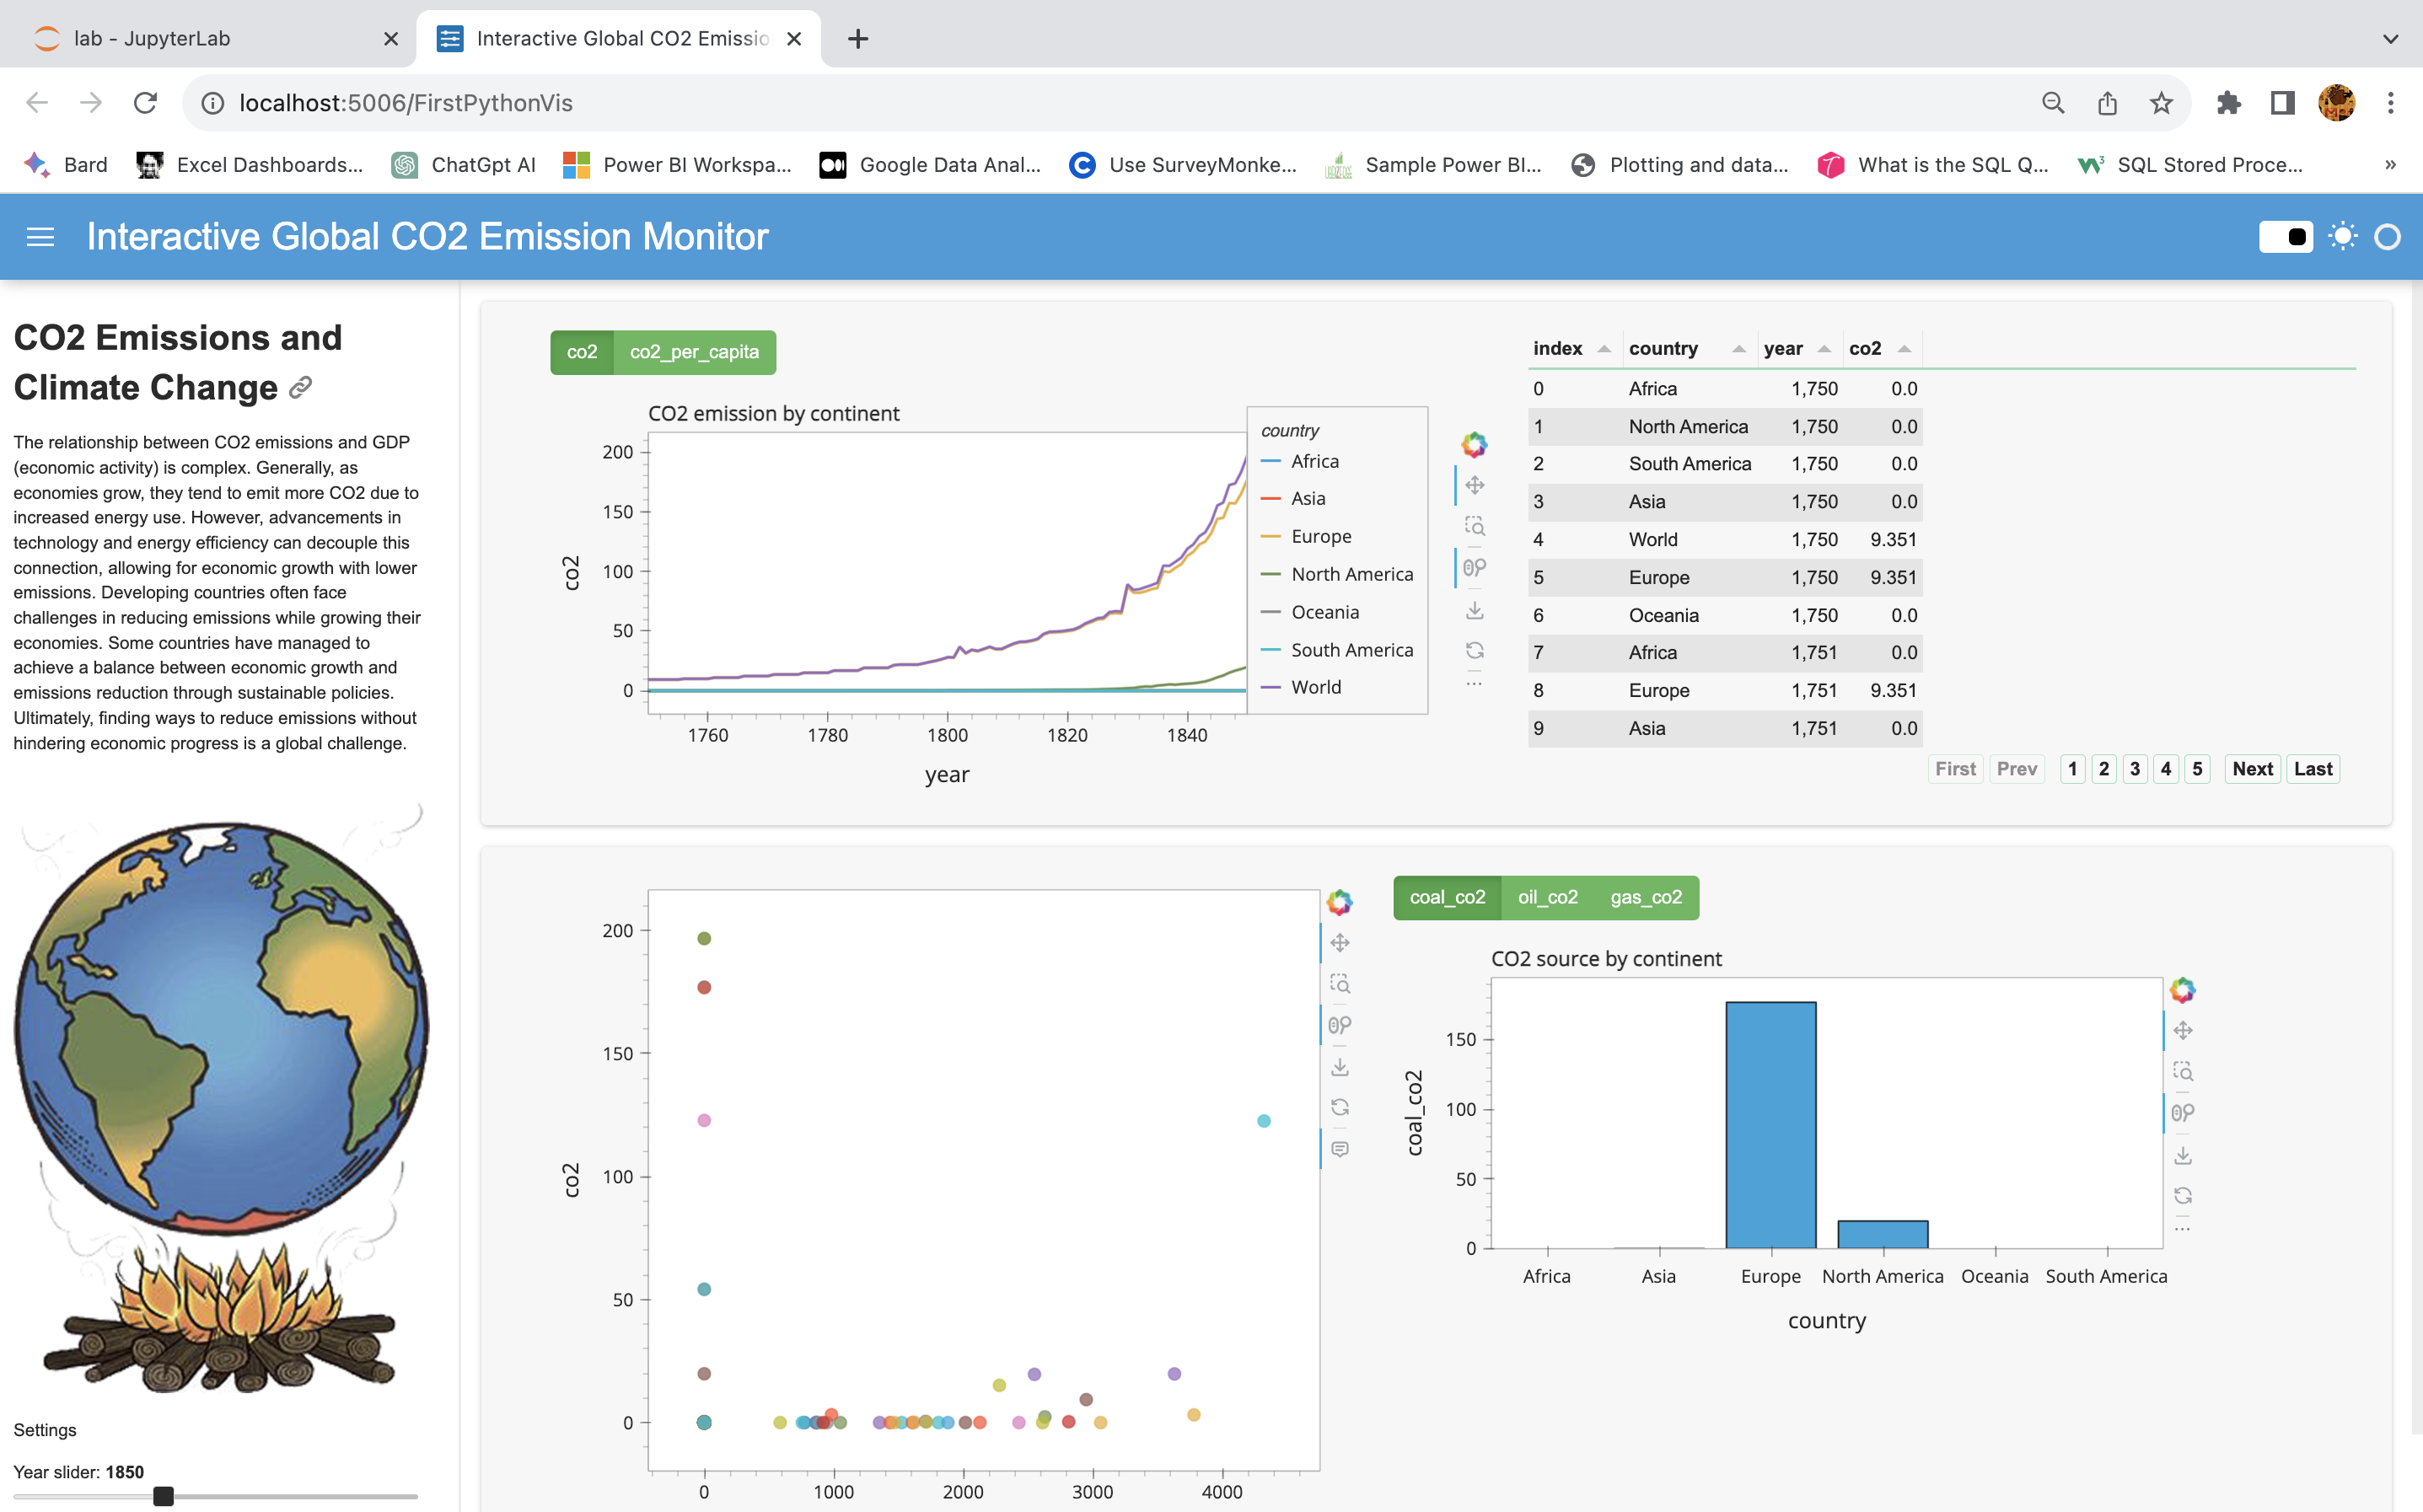 lab - JupyterLab
Interactive Global CO2 Emissio
localhost:5006/FirstPythonVis
Bard
Excel Dashboards...
ChatGpt AI
Power BI Workspa...
Google Data Anal...
Use SurveyMonke...
Sample Power BI...
Plotting and data...
What is the SQL Q...
SQL Stored Proce...
»
Interactive Global CO2 Emission Monitor
CO2 Emissions and
Climate Change
The relationship between CO2 emissions and GDP
(economic activity) is complex. Generally, as
economies grow, they tend to emit more CO2 due to
increased energy use. However, advancements in
technology and energy efficiency can decouple this
connection, allowing for economic growth with lower
emissions. Developing countries often face
challenges in reducing emissions while growing their
economies. Some countries have managed to
achieve a balance between economic growth and
emissions reduction through sustainable policies.
Ultimately, finding ways to reduce emissions without
hindering economic progress is a global challenge.
Settings
Year slider: 1850
co2 co2_per_capita
CO2 emission by continent
co2
200
150
100
50
0
1760 1780 1800 1820 1840
year
country
Africa
Asia
Europe
North America
Oceania
South America
World
index country year co2
0 Africa 1,750 0.0
1 North America 1,750 0.0
2 South America 1,750 0.0
3 Asia 1,750 0.0
4 World 1,750 9.351
5 Europe 1,750 9.351
6 Oceania 1,750 0.0
7 Africa 1,751 0.0
8 Europe 1,751 9.351
9 Asia 1,751 0.0
First Prev 1 2 3 4 5 Next Last
co2
200
150
100
50
0
0 1000 2000 3000 4000
coal_co2 oil_co2 gas_co2
CO2 source by continent
coal_co2
150
100
50
0
Africa Asia Europe North America Oceania South America
country